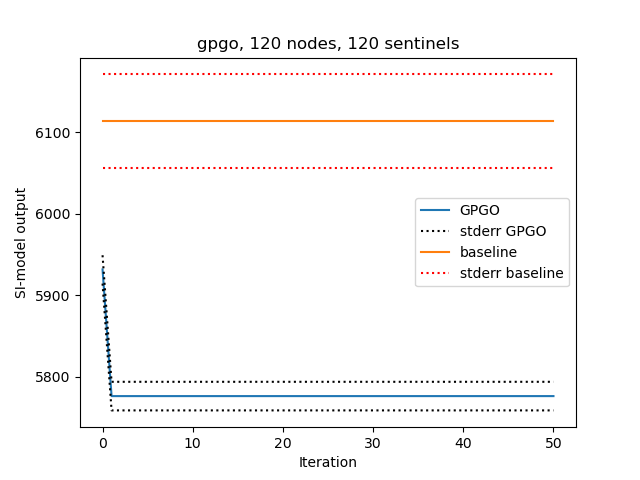 gpgo, 120 nodes, 120 sentinels
SI-model output
6100
6000
5900
5800
GPGO
stderr GPGO
baseline
stderr baseline
0
10
20
30
40
50
Iteration